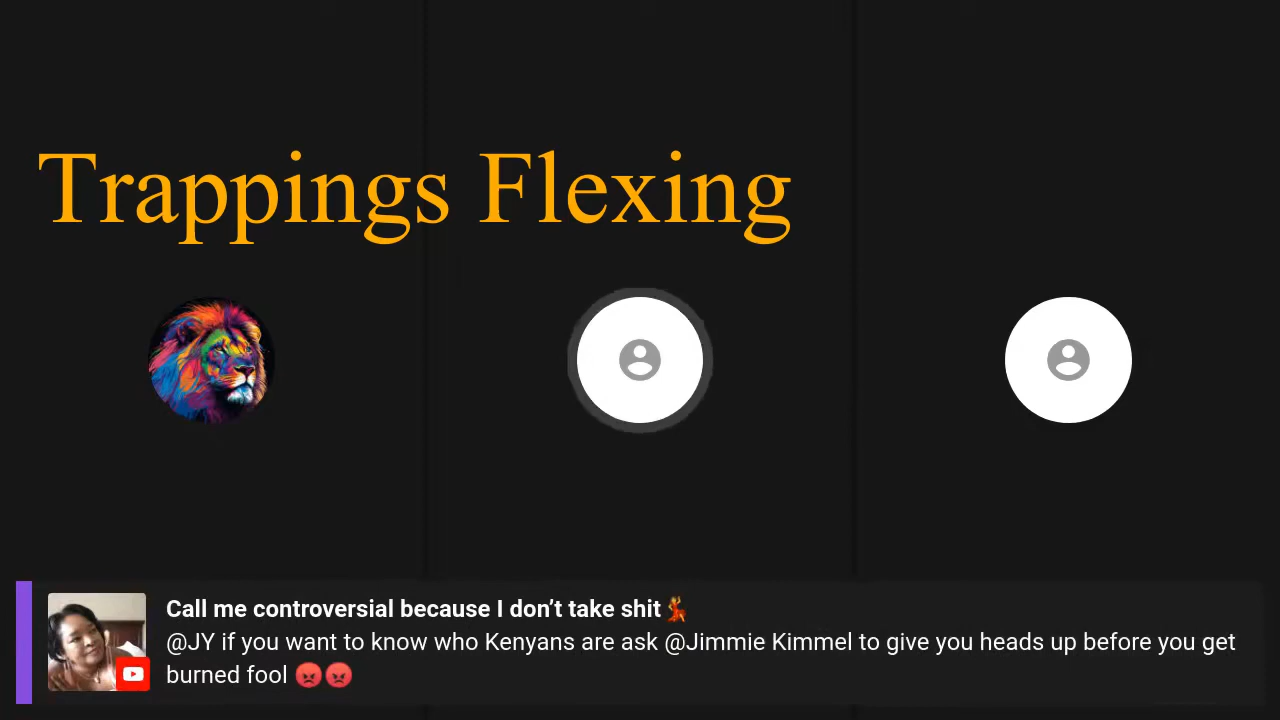 Trappings Flexing
Call me controversial because I don’t take shit💃
@JY if you want to know who Kenyans are ask @Jimmie Kimmel to give you heads up before you get
burned fool 😡😡